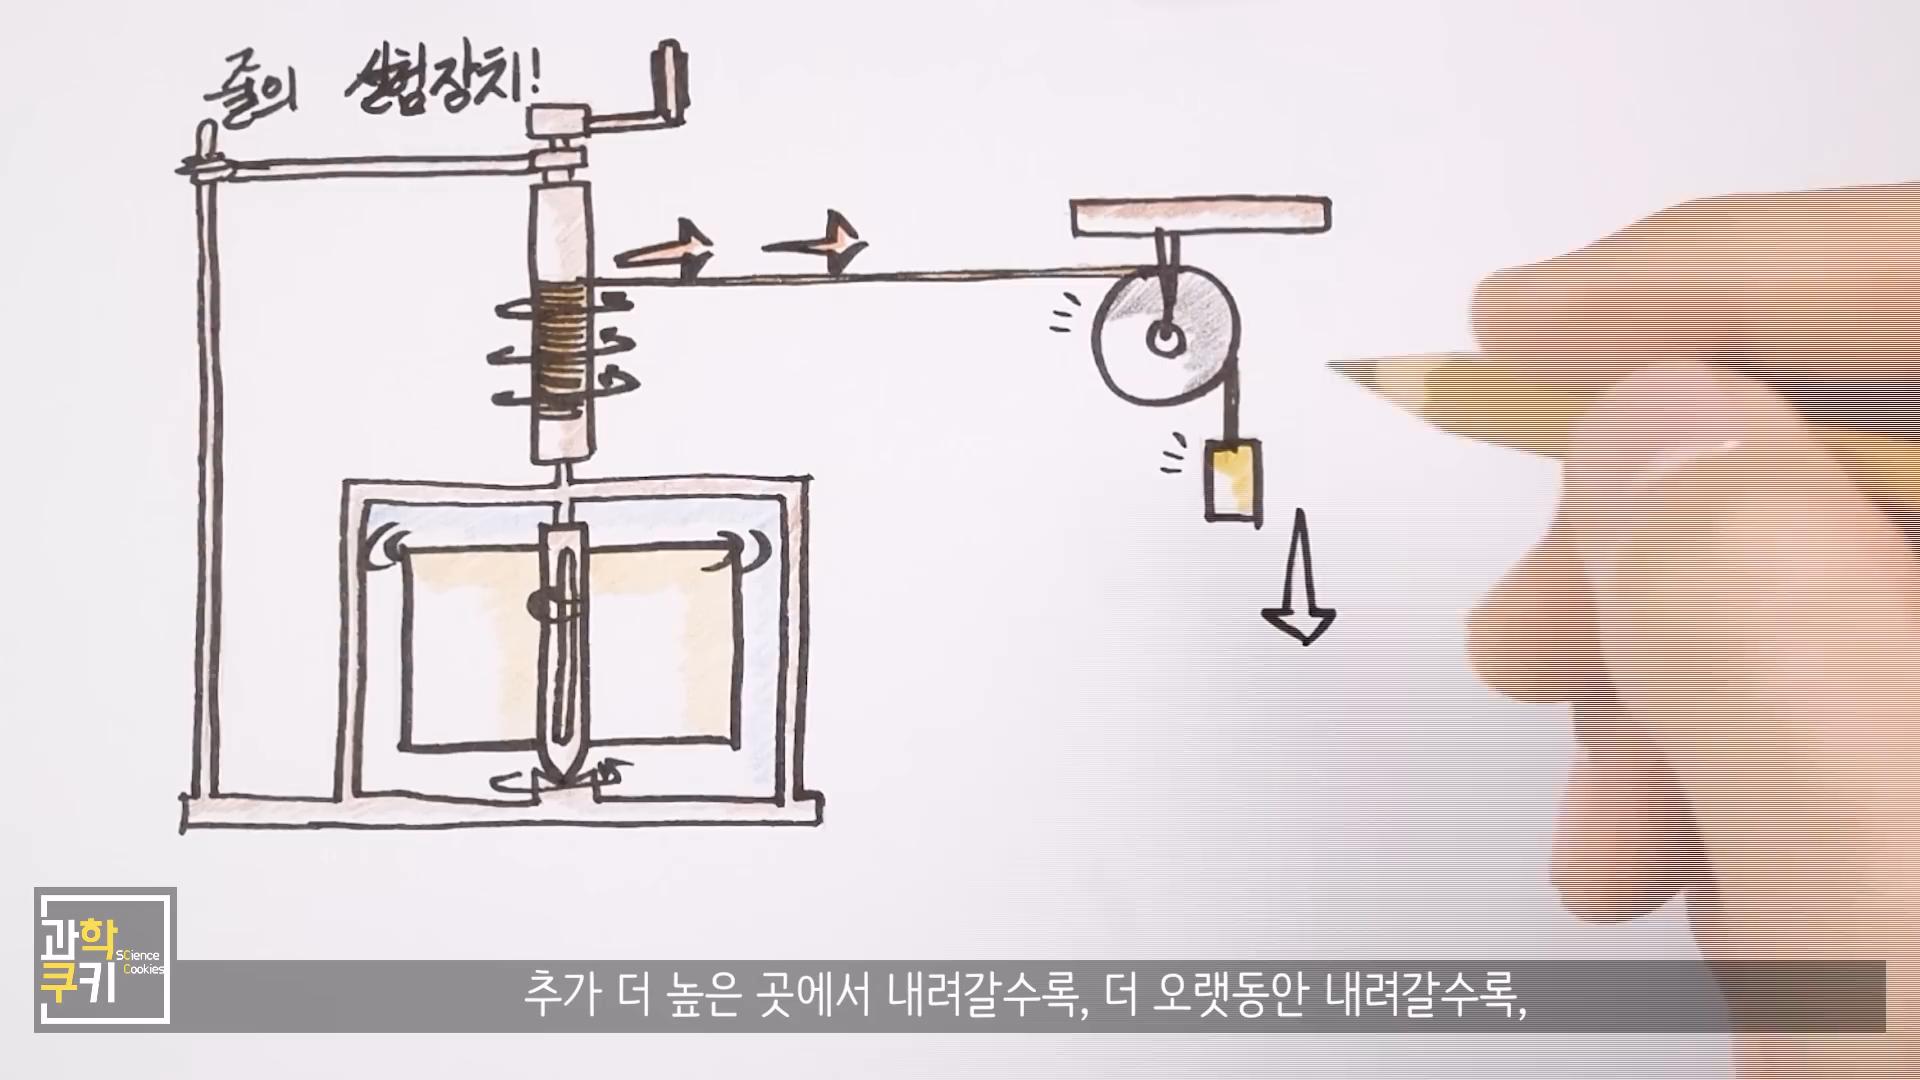 줄의 실험장치!
과학
쿠키
SCience
Cookies
추가 더 높은 곳에서 내려갈수록, 더 오랫동안 내려갈수록,